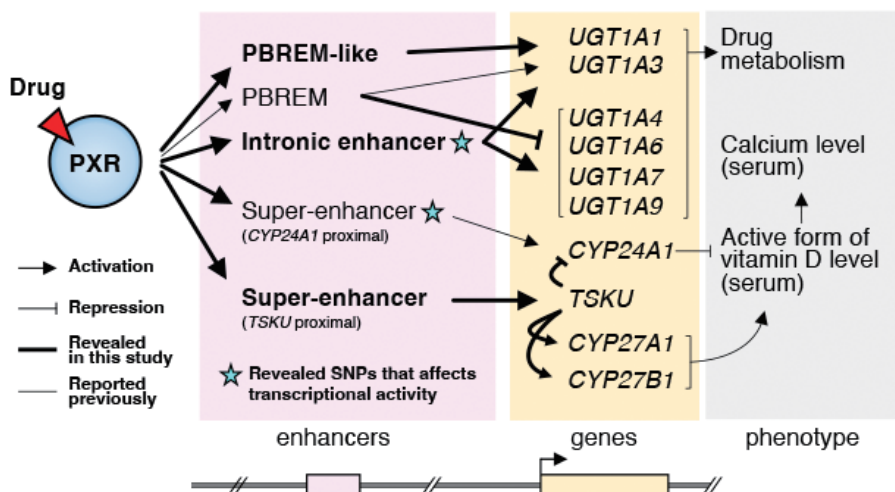 Drug
PXR
Activation
Repression
Revealed
in this study
Reported
previously
PBREM-like
PBREM
Intronic enhancer
Super-enhancer
(CYP24A1 proximal)
Super-enhancer
(TSKU proximal)
Revealed SNPs that affects
transcriptional activity
UGT1A1
UGT1A3
UGT1A4
UGT1A6
UGT1A7
UGT1A9
CYP24A1
TSKU
CYP27A1
CYP27B1
Drug
metabolism
Calcium level
(serum)
Active form of
vitamin D level
(serum)
enhancers
genes
phenotype